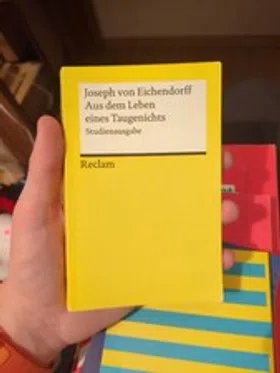 Joseph von Eichendorff
Aus dem Leben
eines Taugenichts
Studienausgabe
Reclam